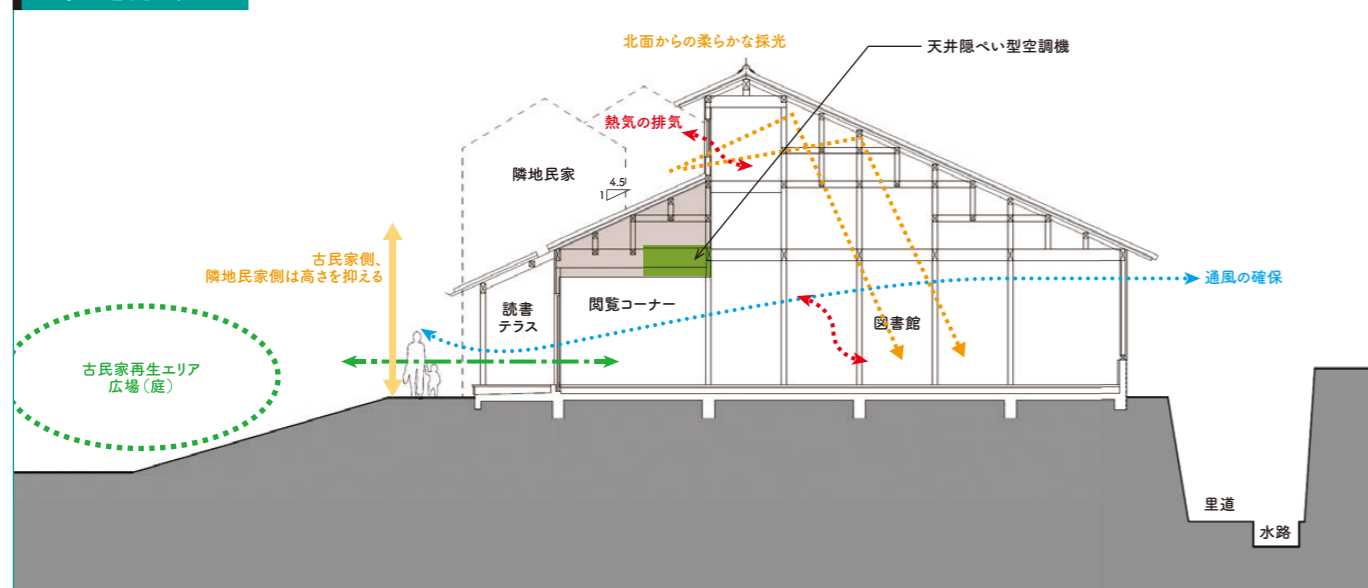 北面からの柔らかな採光
天井隠ぺい型空調機
熱気の排気
隣地民家
4.5
1
古民家側、
隣地民家側は高さを抑える
通風の確保
読書
テラス
閲覧コーナー
図書館
古民家再生エリア
広場（庭）
里道
水路